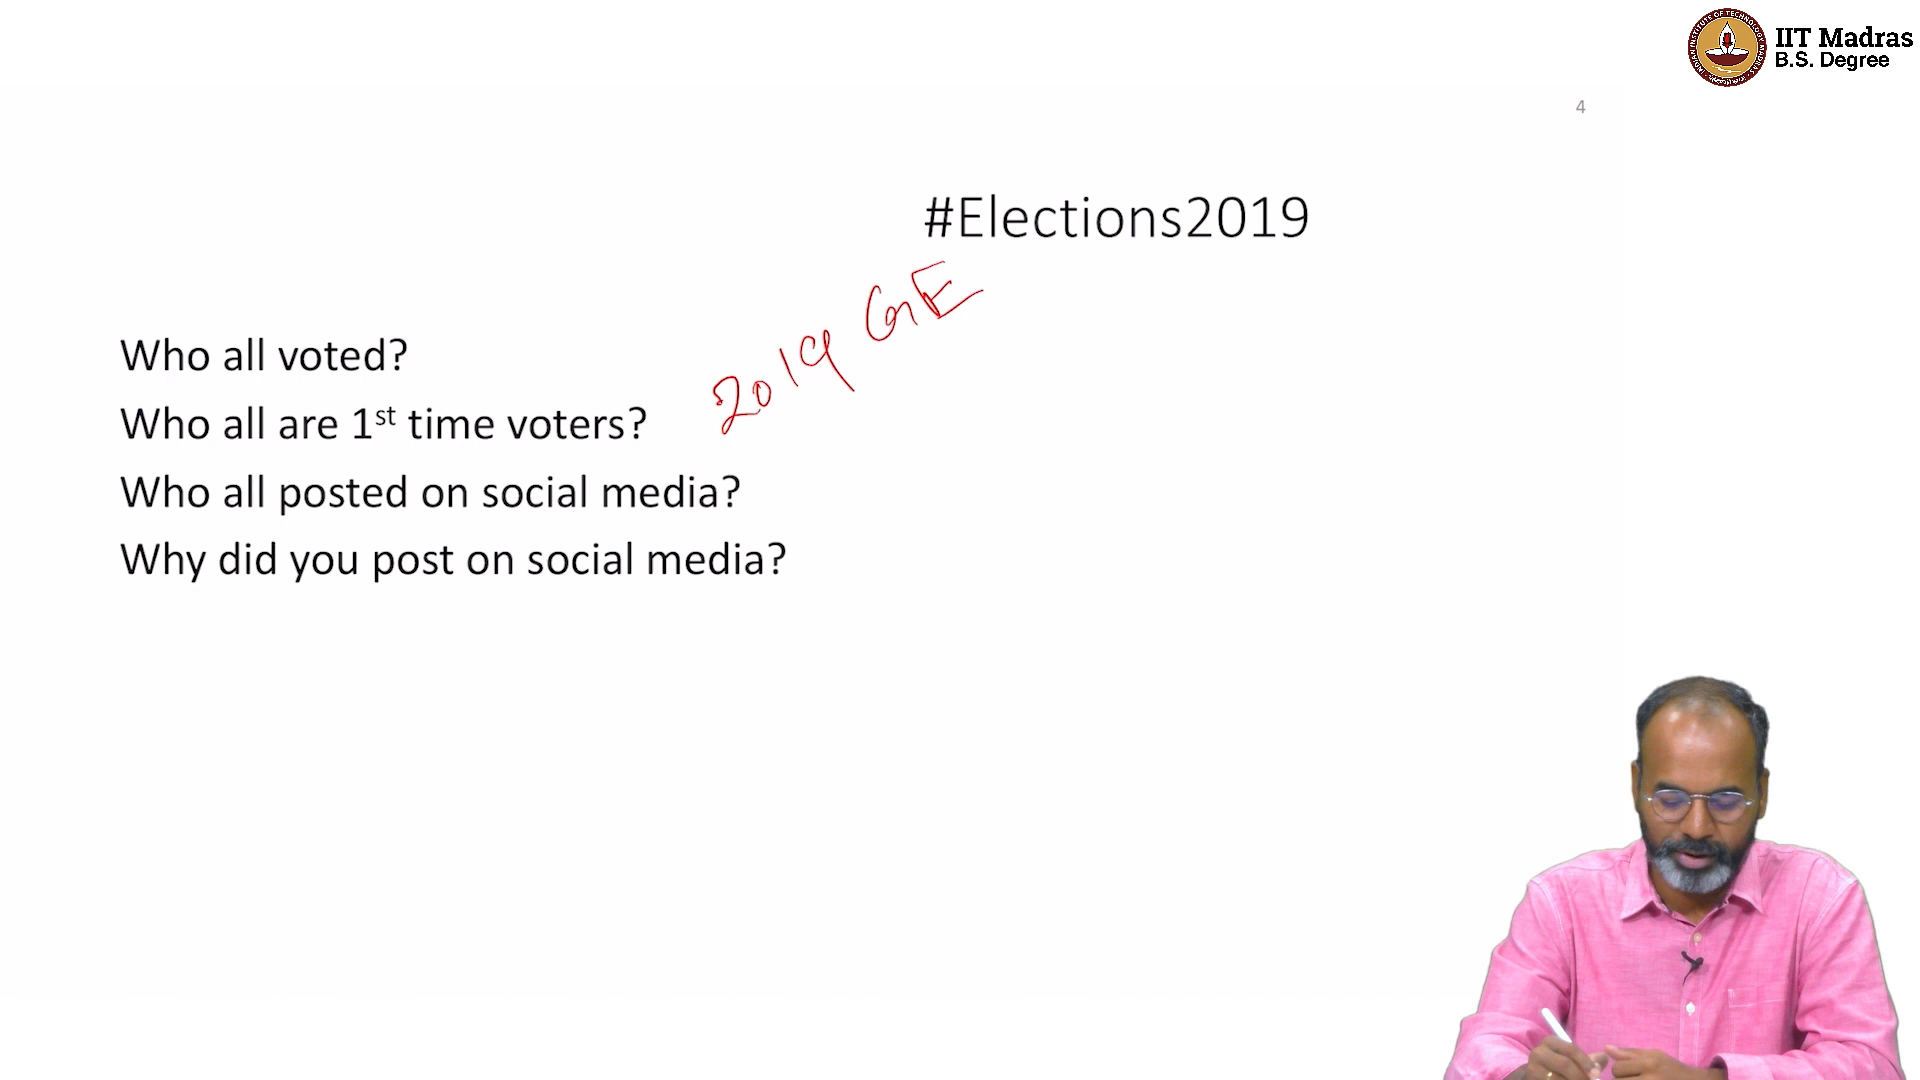 IIT Madras
B.S. Degree
4
#Elections2019
2019 GE
Who all voted?
Who all are 1st time voters?
Who all posted on social media?
Why did you post on social media?